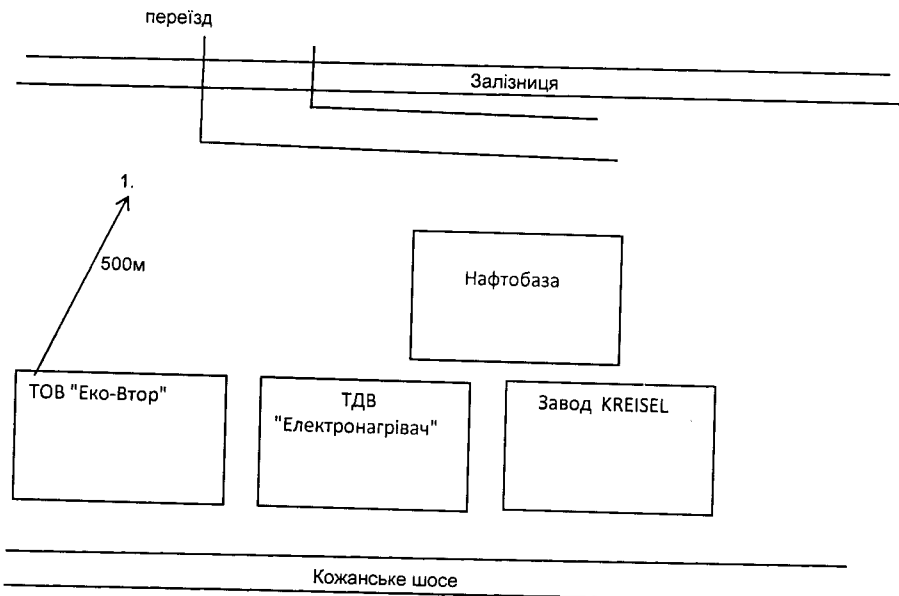 переїзд
Залізниця
1.
500м
Нафтобаза
ТОВ "Еко-Втор"
ТДВ
"Електронагрівач"
Завод KREISEL
Кожанське шосе